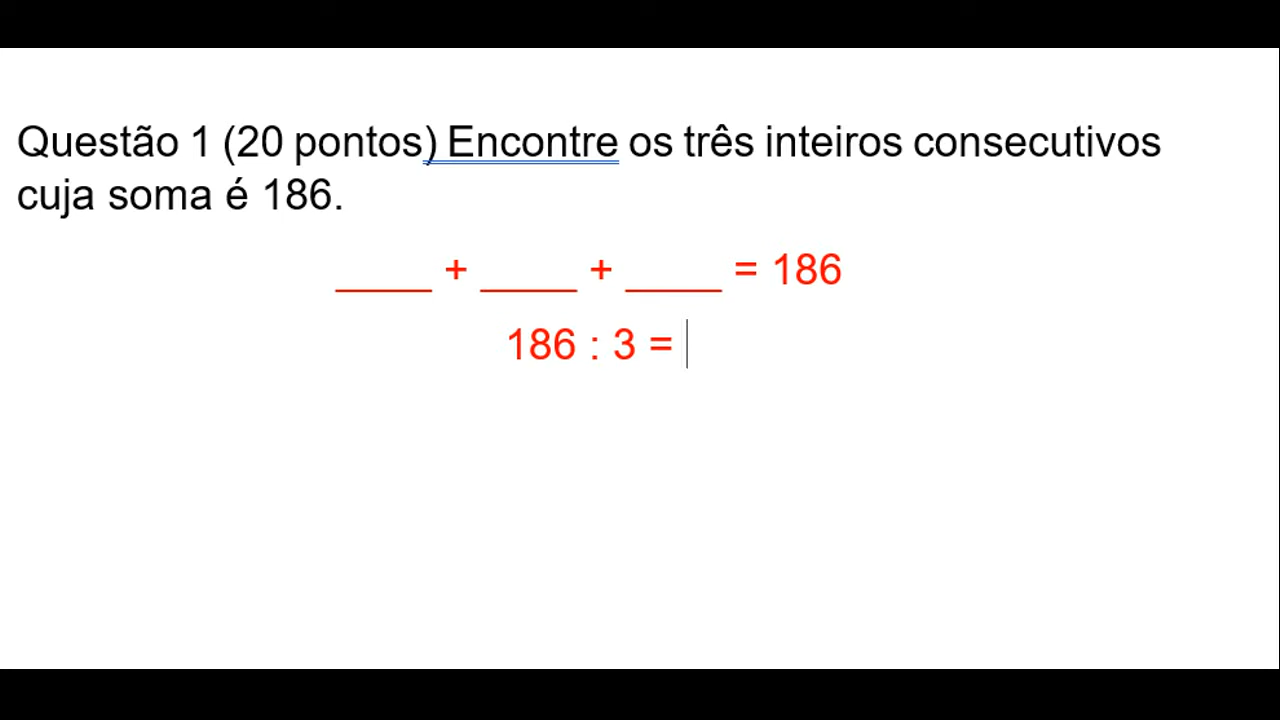 Questão 1 (20 pontos) Encontre os três inteiros consecutivos
cuja soma é 186.
____ + ____ + ____ = 186
186 : 3 =